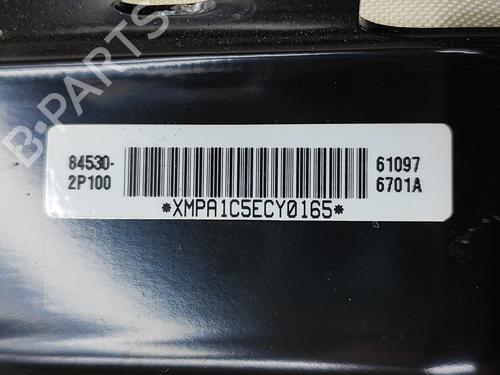 B-PARTS
84530-
2P100
61097
6701A
*XMPA1C5ECY0165*